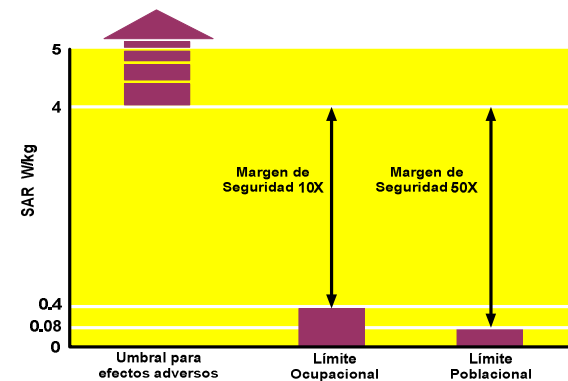 5
4
SAR W/kg
Margen de
Seguridad 10X
Margen de
Seguridad 50X
0.4
0.08
0
Umbral para
efectos adversos
Límite
Ocupacional
Límite
Poblacional